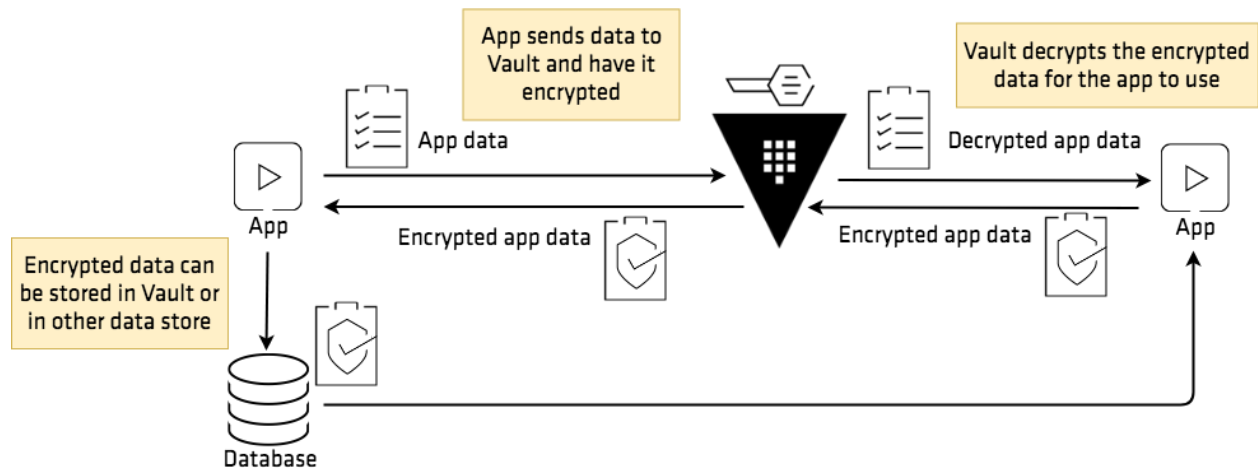 App sends data to
Vault and have it
encrypted
Vault decrypts the encrypted
data for the app to use
App data
Decrypted app data
App
Encrypted app data
Encrypted app data
App
Encrypted data can
be stored in Vault or
in other data store
Database